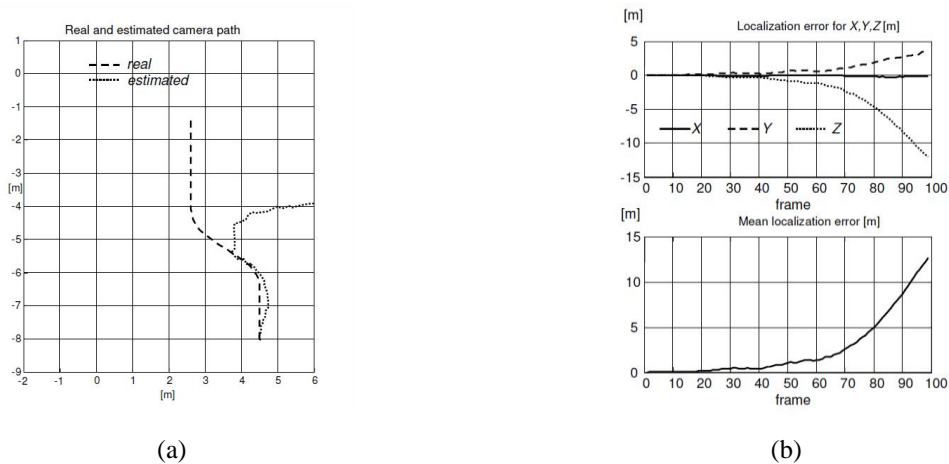 Real and estimated camera path
1
0
-1
-2
-3
[m]
-4
-5
-6
-7
-8
-9
real
estimated
-2 -1 0 1 2 3 4 5 6
[m]
(a)
[m]
Localization error for X,Y,Z [m]
5
0
-5
-10
-15
X Y Z
0 10 20 30 40 50 60 70 80 90 100
frame
[m]
Mean localization error [m]
15
10
5
0
0 10 20 30 40 50 60 70 80 90 100
frame
(b)